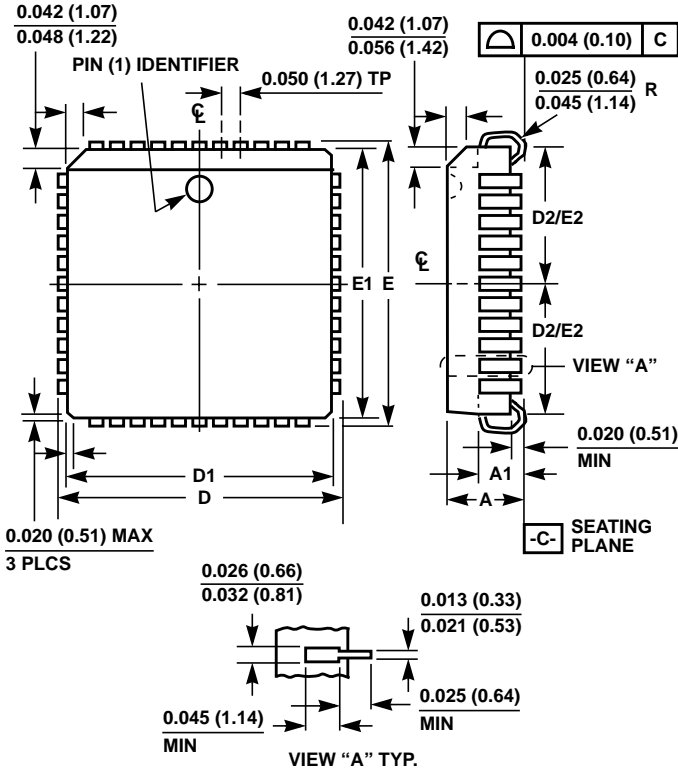 0.042 (1.07)
0.048 (1.22)
PIN (1) IDENTIFIER
0.050 (1.27) TP
℄
0.042 (1.07)
0.056 (1.42)
0.004 (0.10) C
0.025 (0.64)
0.045 (1.14)
R
D2/E2
℄
E1
E
D2/E2
VIEW “A”
0.020 (0.51)
MIN
A1
A
D1
D
0.020 (0.51) MAX
3 PLCS
-C-
SEATING
PLANE
0.026 (0.66)
0.032 (0.81)
0.013 (0.33)
0.021 (0.53)
0.025 (0.64)
MIN
0.045 (1.14)
MIN
VIEW “A” TYP.